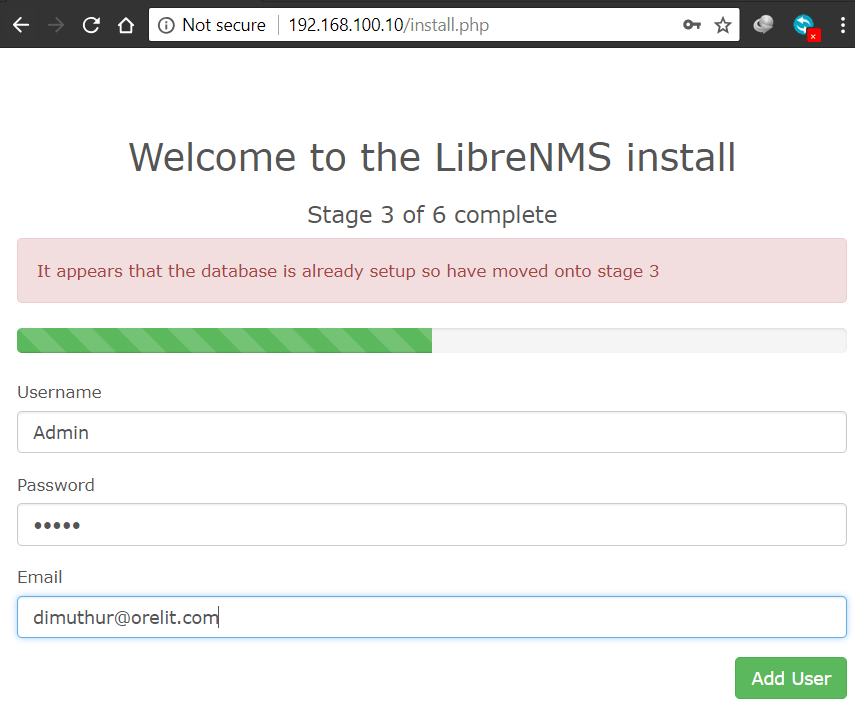 Not secure 192.168.100.10/install.php
Welcome to the LibreNMS install
Stage 3 of 6 complete
It appears that the database is already setup so have moved onto stage 3
Username
Admin
Password
•••••
Email
dimuthur@orelit.com
Add User